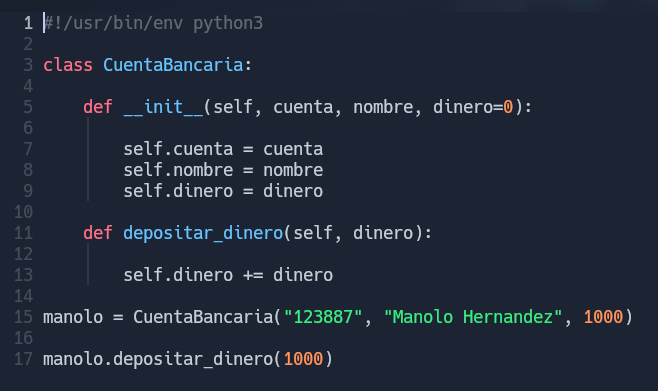 1 #!/usr/bin/env python3
2
3 class CuentaBancaria:
4
5     def __init__(self, cuenta, nombre, dinero=0):
6
7         self.cuenta = cuenta
8         self.nombre = nombre
9         self.dinero = dinero
10
11     def depositar_dinero(self, dinero):
12
13         self.dinero += dinero
14
15 manolo = CuentaBancaria("123887", "Manolo Hernandez", 1000)
16
17 manolo.depositar_dinero(1000)